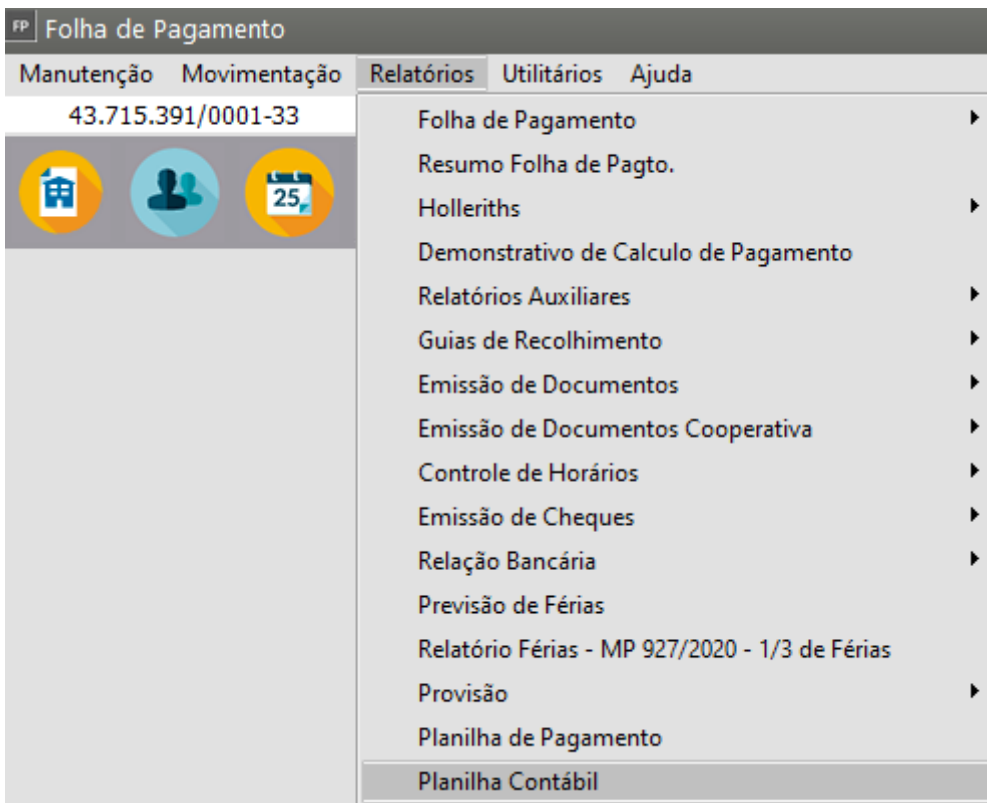 FP Folha de Pagamento
Manutenção Movimentação Relatórios Utilitários Ajuda
43.715.391/0001-33
25
Folha de Pagamento
Resumo Folha de Pagto.
Holleriths
Demonstrativo de Calculo de Pagamento
Relatórios Auxiliares
Guias de Recolhimento
Emissão de Documentos
Emissão de Documentos Cooperativa
Controle de Horários
Emissão de Cheques
Relação Bancária
Previsão de Férias
Relatório Férias - MP 927/2020 - 1/3 de Férias
Provisão
Planilha de Pagamento
Planilha Contábil